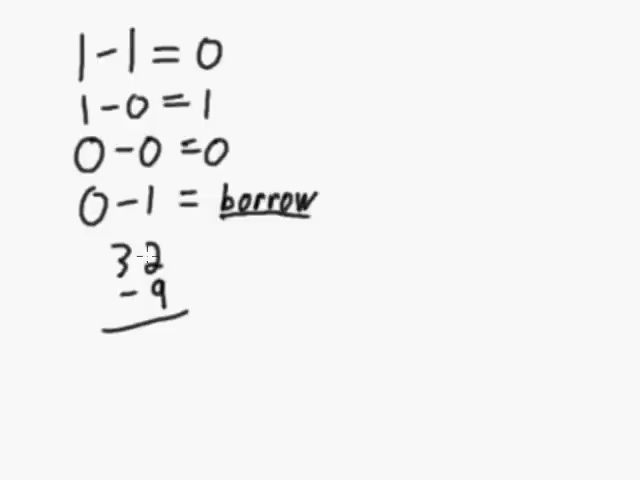 1 - 1 = 0
1 - 0 = 1
0 - 0 = 0
0 - 1 = borrow
32
- 9